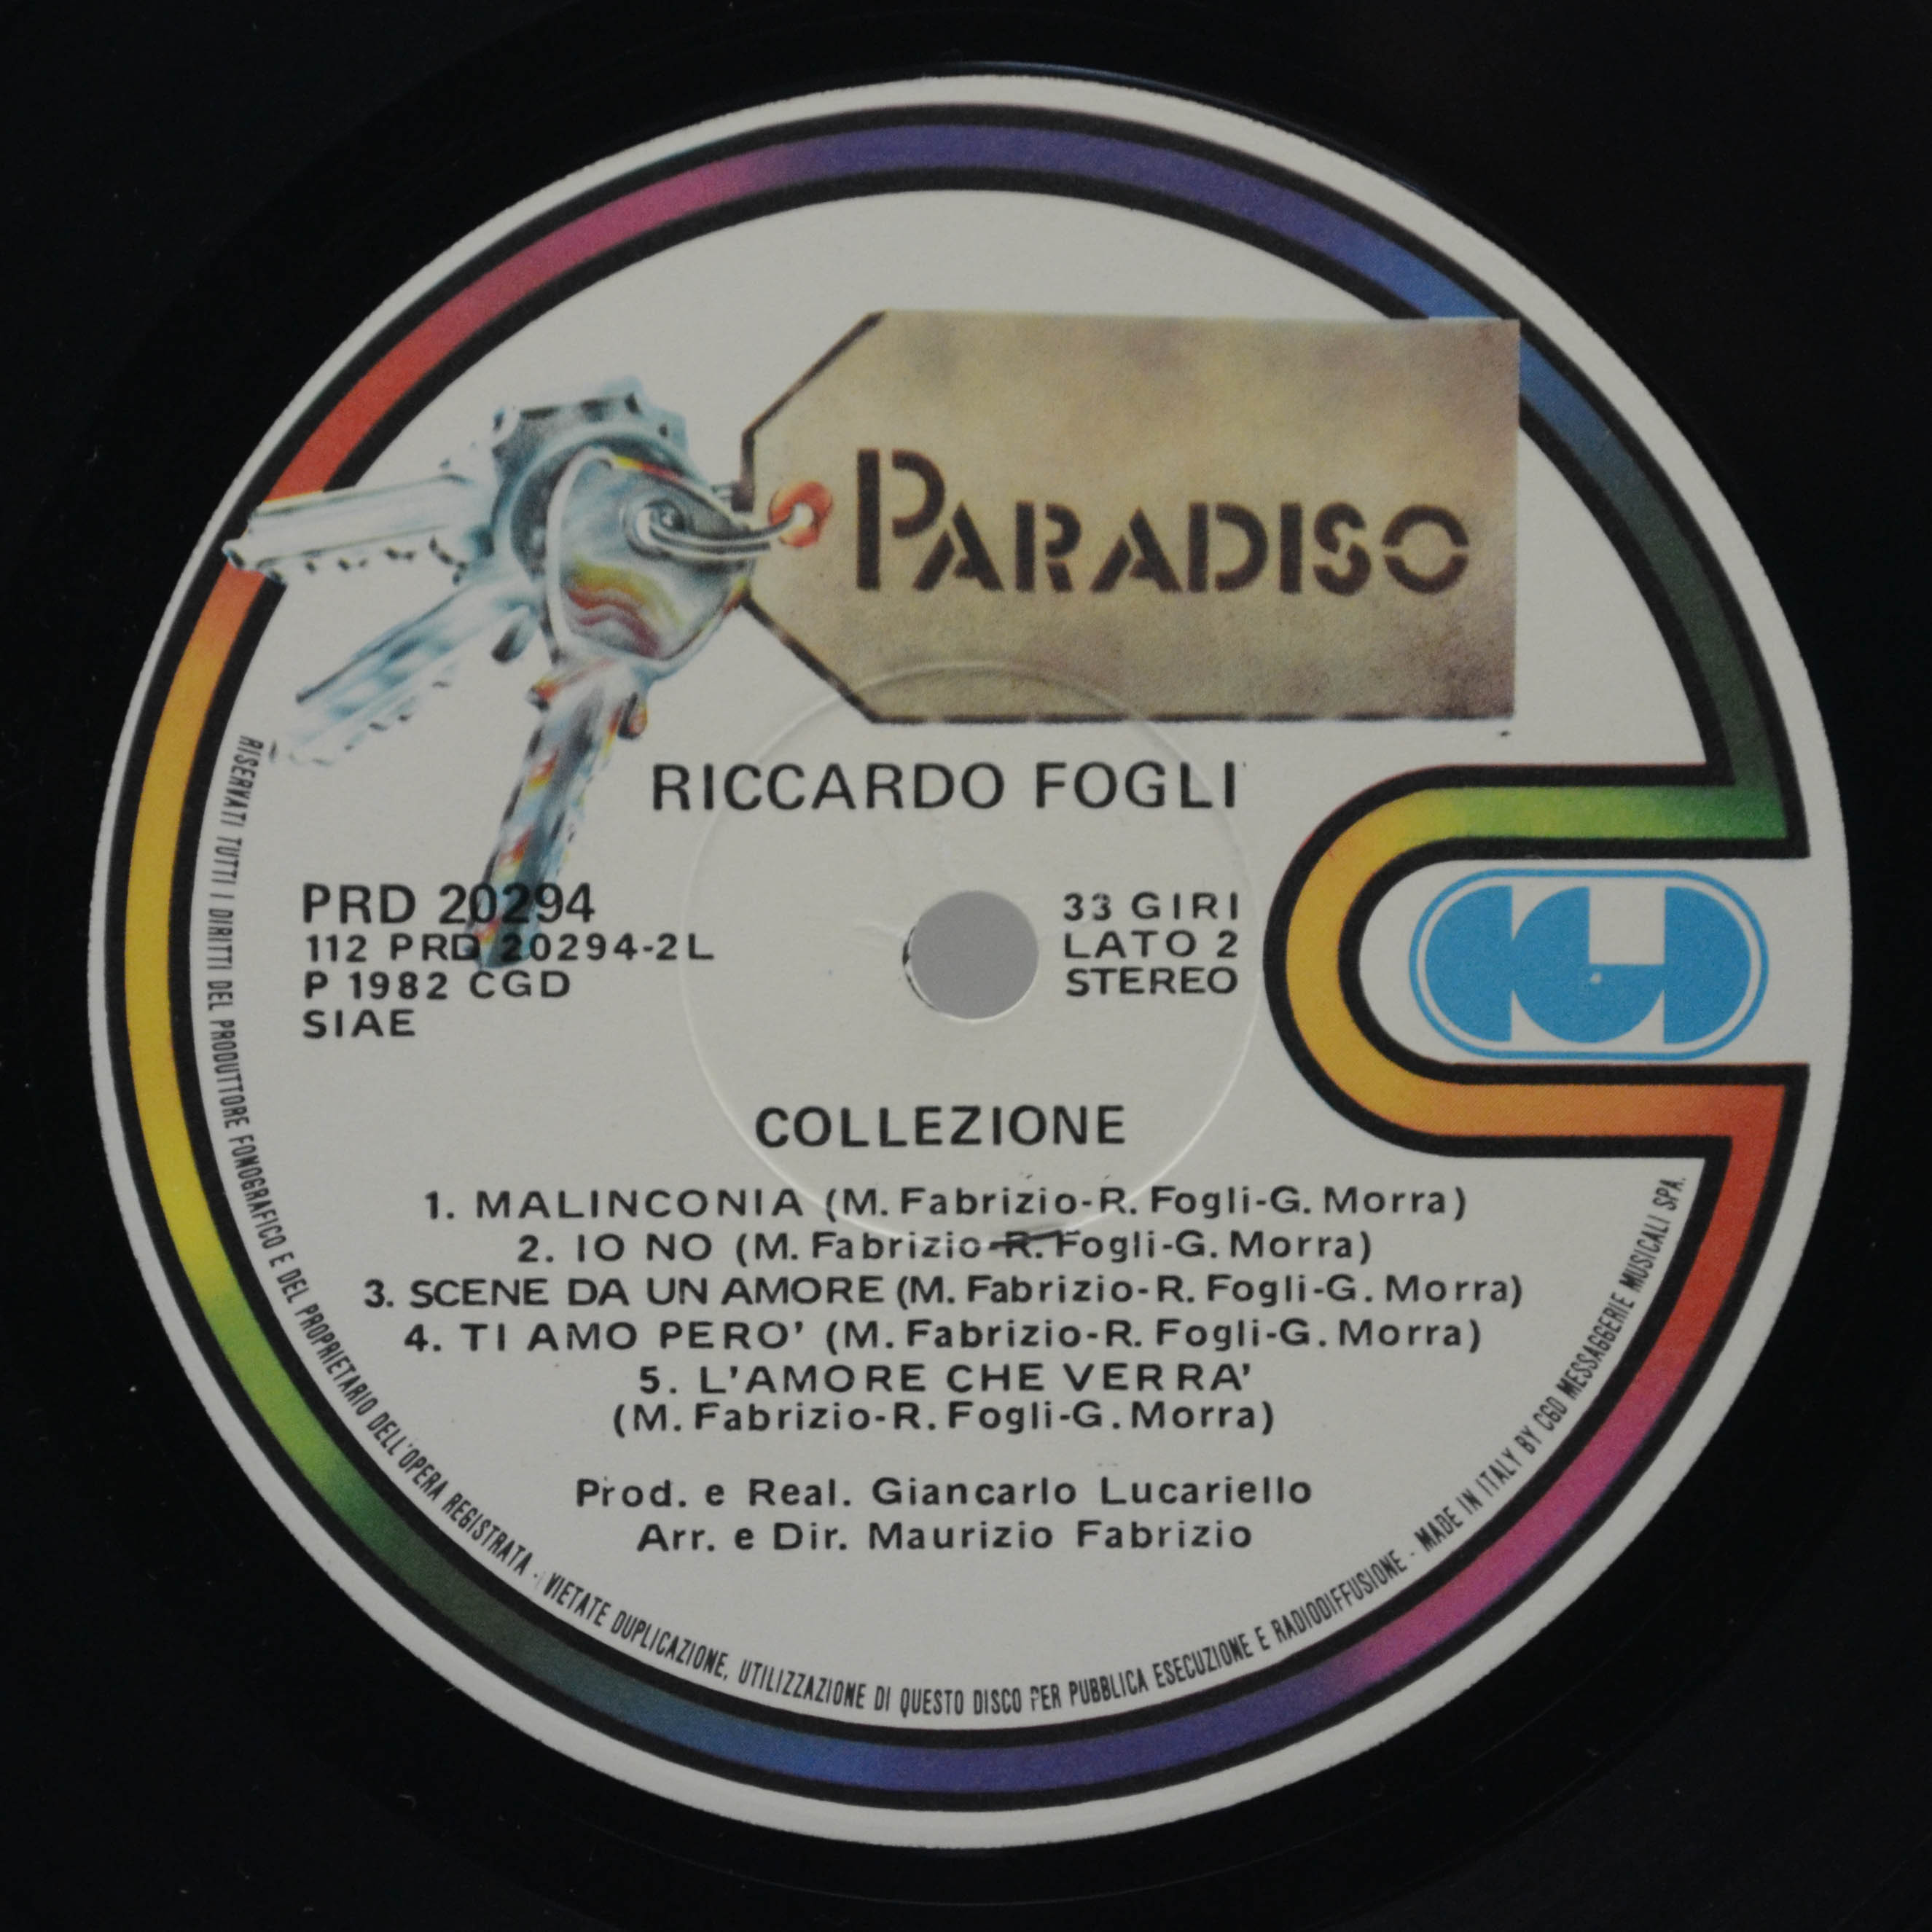 PARADISO
RICCARDO FOGLI
PRD 20294
112 PRD 20294-2L
P 1982 CGD
SIAE
33 GIRI
LATO 2
STEREO
CGD
COLLEZIONE
1. MALINCONIA (M. Fabrizio-R. Fogli-G. Morra)
2. IO NO (M. Fabrizio-R. Fogli-G. Morra)
3. SCENE DA UN AMORE (M. Fabrizio-R. Fogli-G. Morra)
4. TI AMO PERO' (M. Fabrizio-R. Fogli-G. Morra)
5. L'AMORE CHE VERRA'
(M. Fabrizio-R. Fogli-G. Morra)
Prod. e Real. Giancarlo Lucariello
Arr. e Dir. Maurizio Fabrizio
RISERVATI TUTTI I DIRITTI DEL PRODUTTORE FONOGRAFICO E DEL PROPRIETARIO DELL'OPERA REGISTRATA - VIETATE DUPLICAZIONE, UTILIZZAZIONE DI QUESTO DISCO PER PUBBLICA ESECUZIONE E RADIODIFFUSIONE - MADE IN ITALY BY CGD MESSAGGERIE MUSICALI SPA.